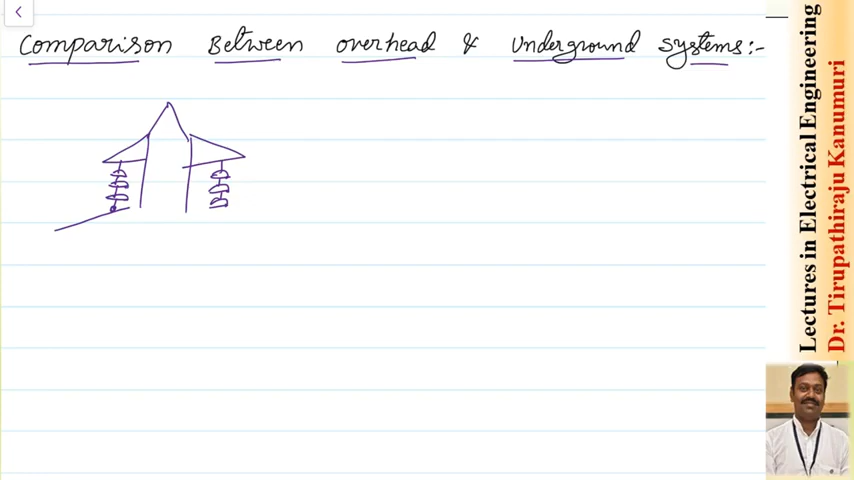 Comparison Between overhead & Underground systems:-
Lectures in Electrical Engineering
Dr. Tirupathiraju Kanumuri